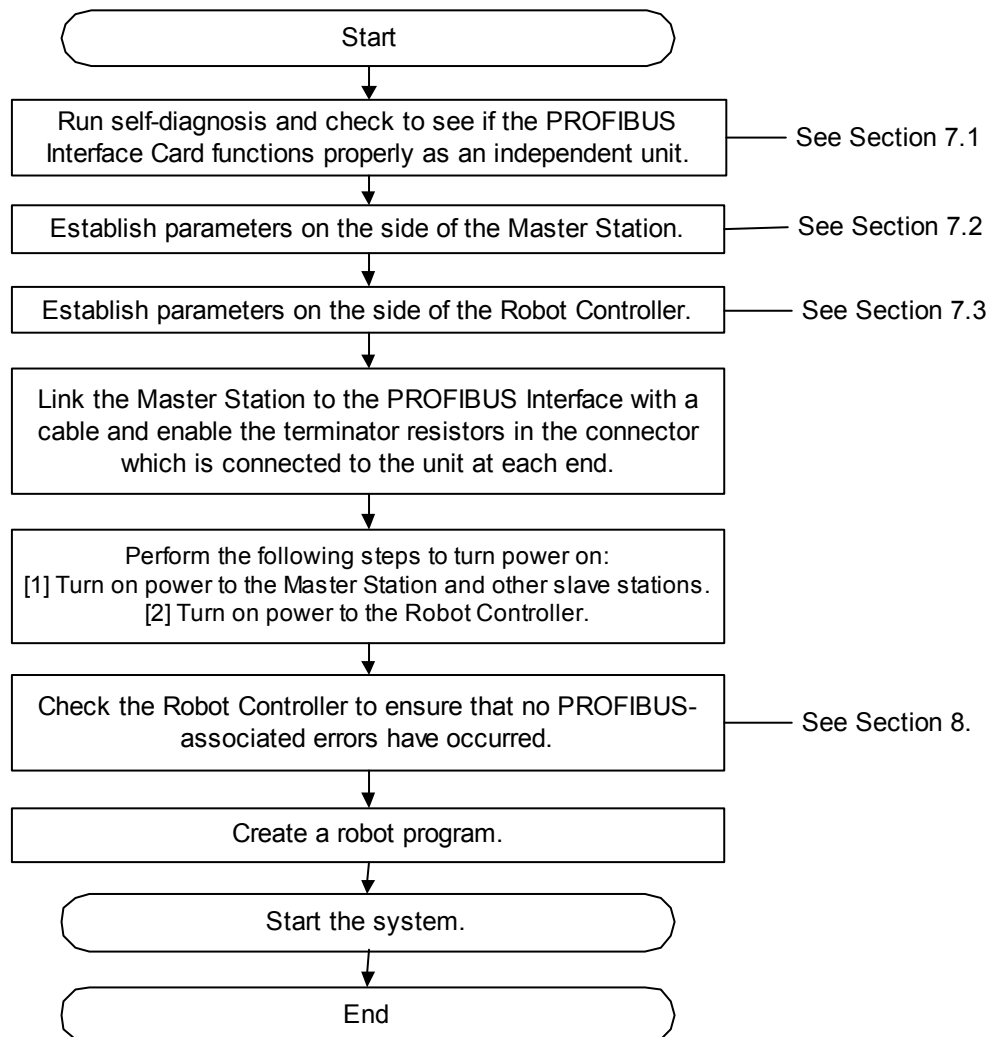 Start
Run self-diagnosis and check to see if the PROFIBUS
Interface Card functions properly as an independent unit.
See Section 7.1
Establish parameters on the side of the Master Station.
See Section 7.2
Establish parameters on the side of the Robot Controller.
See Section 7.3
Link the Master Station to the PROFIBUS Interface with a
cable and enable the terminator resistors in the connector
which is connected to the unit at each end.
Perform the following steps to turn power on:
[1] Turn on power to the Master Station and other slave stations.
[2] Turn on power to the Robot Controller.
Check the Robot Controller to ensure that no PROFIBUS-
associated errors have occurred.
See Section 8.
Create a robot program.
Start the system.
End